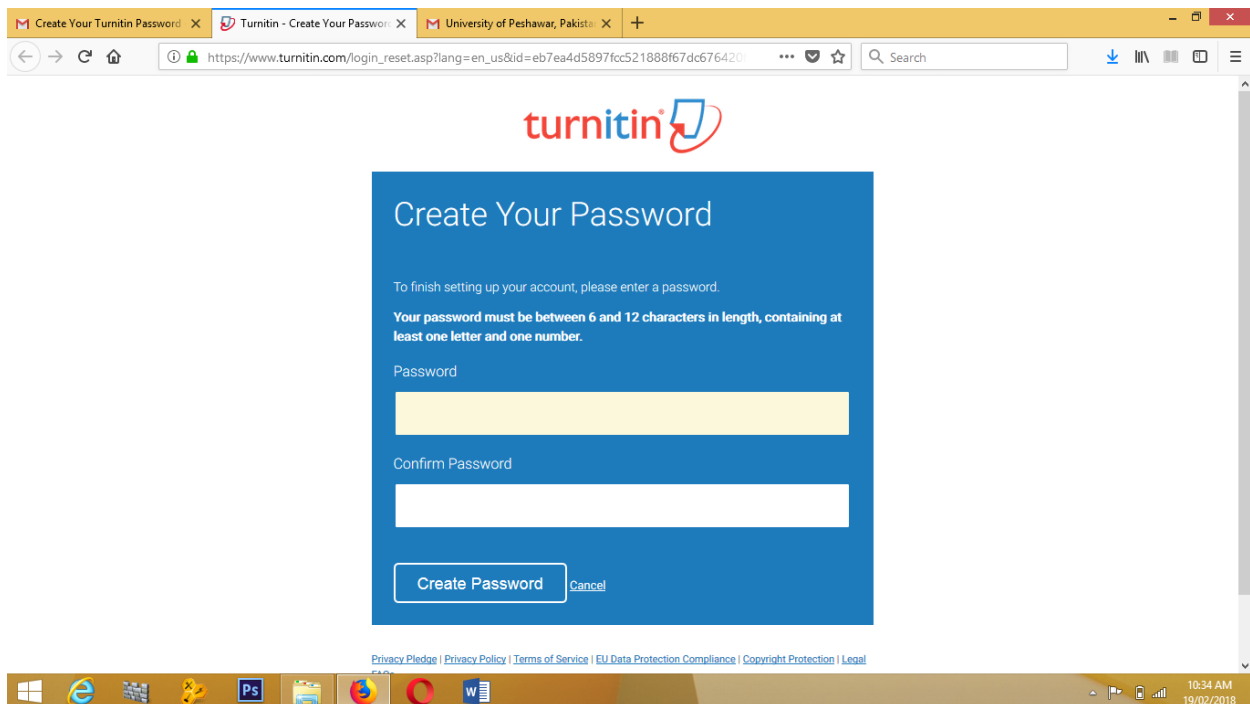 Create Your Turnitin Password
Turnitin - Create Your Passwor
University of Peshawar, Pakista
https://www.turnitin.com/login_reset.asp?lang=en_us&id=eb7ea4d5897fcc521888f67dc676420
Search
turnitin
Create Your Password
To finish setting up your account, please enter a password.
Your password must be between 6 and 12 characters in length, containing at
least one letter and one number.
Password
Confirm Password
Create Password Cancel
Privacy Pledge | Privacy Policy | Terms of Service | EU Data Protection Compliance | Copyright Protection | Legal
FAQs
Ps
W
10:34 AM
19/02/2018